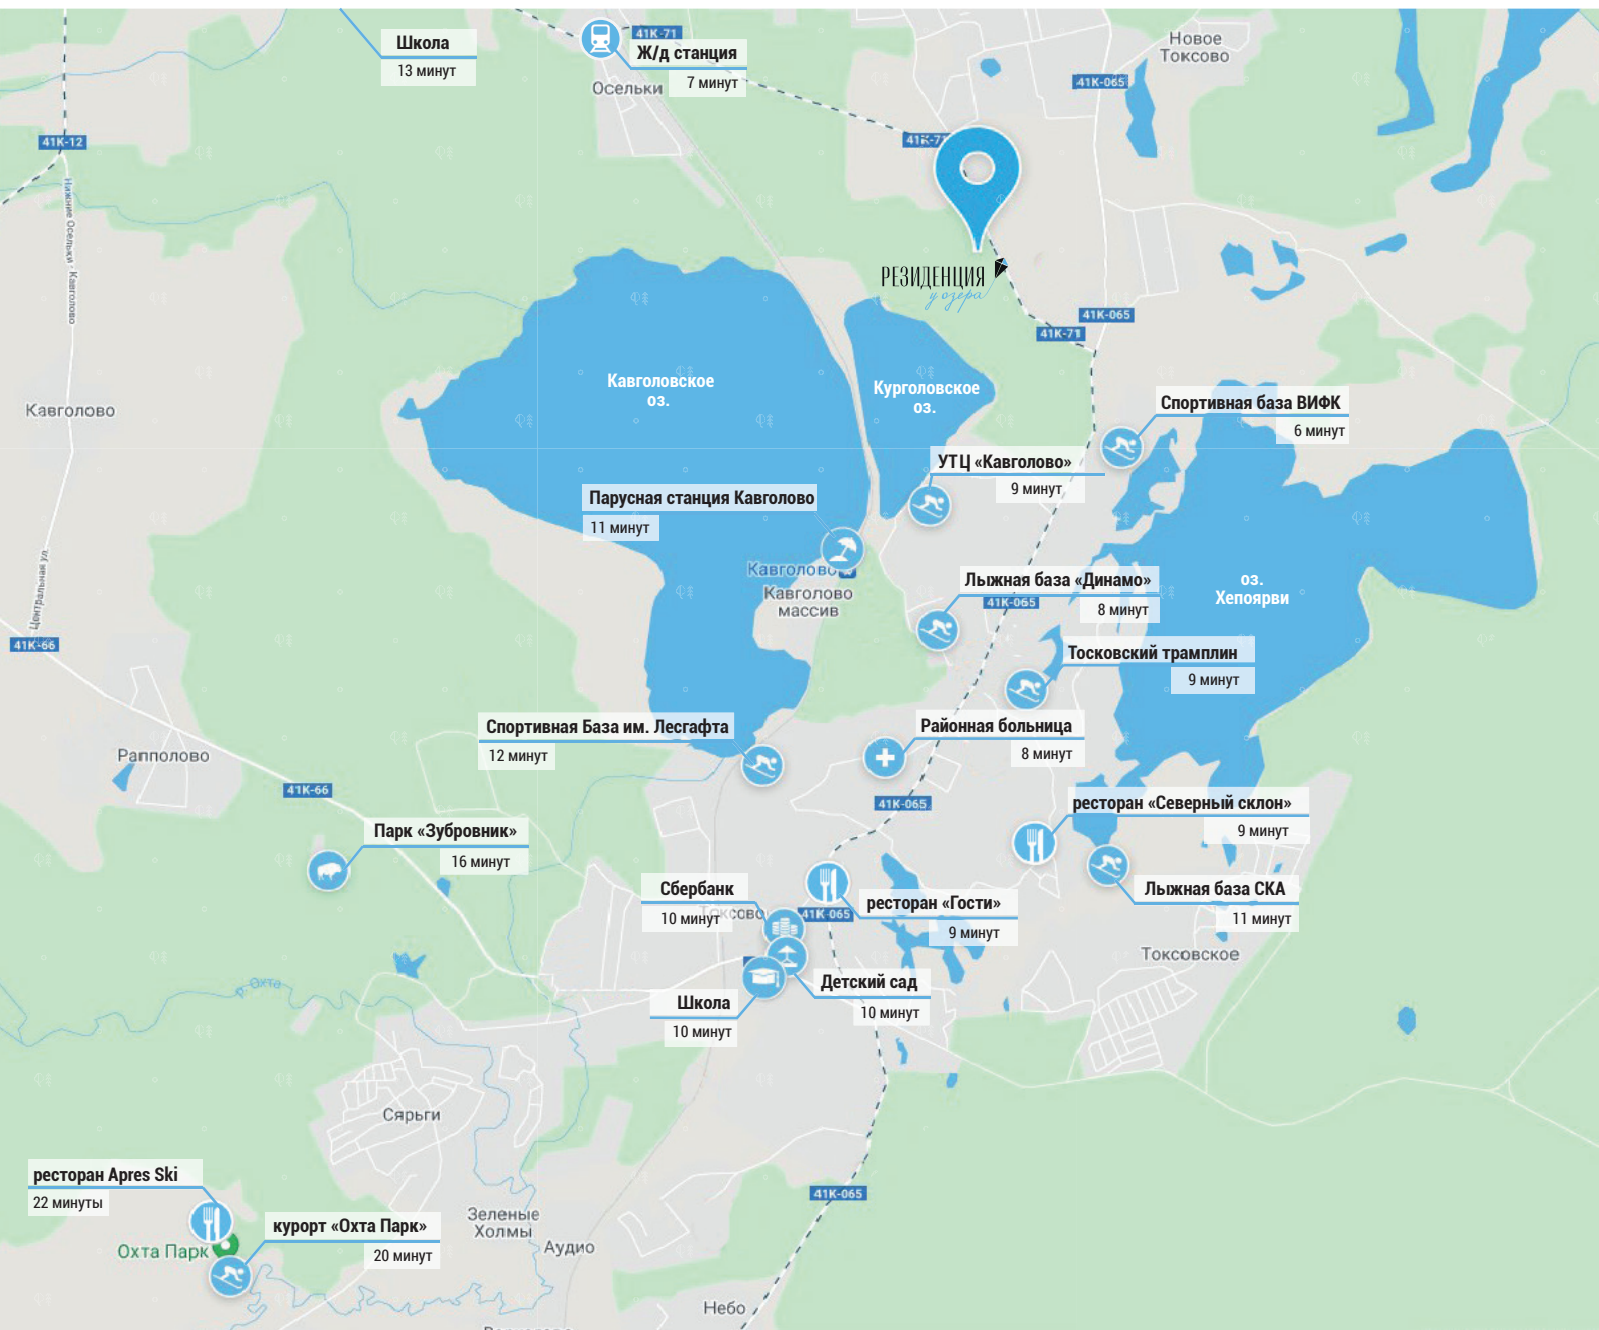 Школа
13 минут
41К-71
Ж/д станция
7 минут
Осельки
Новое
Токсово
41К-065
41К-12
41К-71
Нижние Осельки - Кавголово
РЕЗИДЕНЦИЯ
у озера
41К-065
41К-71
Кавголовское
оз.
Курголовское
оз.
Кавголово
Спортивная база ВИФК
6 минут
УТЦ «Кавголово»
9 минут
Парусная станция Кавголово
11 минут
Кавголово
Кавголово
массив
Лыжная база «Динамо»
41К-065
8 минут
оз.
Хепоярви
Центральная ул.
41К-66
Тосковский трамплин
9 минут
Спортивная База им. Лесгафта
12 минут
Районная больница
8 минут
Рапполово
41К-66
41К-065
ресторан «Северный склон»
9 минут
Парк «Зубровник»
16 минут
Сбербанк
10 минут
Токсово
41К-065
ресторан «Гости»
9 минут
Лыжная база СКА
11 минут
Токсовское
Детский сад
10 минут
Школа
10 минут
р. Охта
Сярьги
ресторан Apres Ski
22 минуты
41К-065
курорт «Охта Парк»
20 минут
Охта Парк
Зеленые
Холмы
Аудио
Небо